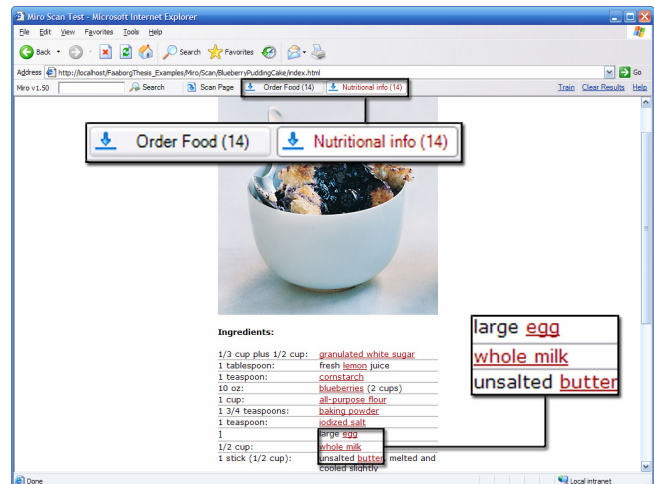 Miro Scan Test - Microsoft Internet Explorer
File Edit View Favorites Tools Help
Back Search Favorites
Address http://localhost/FaaborgThesis_Examples/Miro/Scan/BlueberryPuddingCake/index.html Go
Miro v1.50 Search Scan Page Order Food (14) Nutritional info (14) Train Clear Results Help
Order Food (14) Nutritional info (14)
Ingredients:
1/3 cup plus 1/2 cup: granulated white sugar
1 tablespoon: fresh lemon juice
1 teaspoon: cornstarch
10 oz: blueberries (2 cups)
1 cup: all-purpose flour
1 3/4 teaspoons: baking powder
1 teaspoon: iodized salt
1 large egg
1/2 cup: whole milk
1 stick (1/2 cup): unsalted butter, melted and
cooled slightly
large egg
whole milk
unsalted butter
Done Local intranet